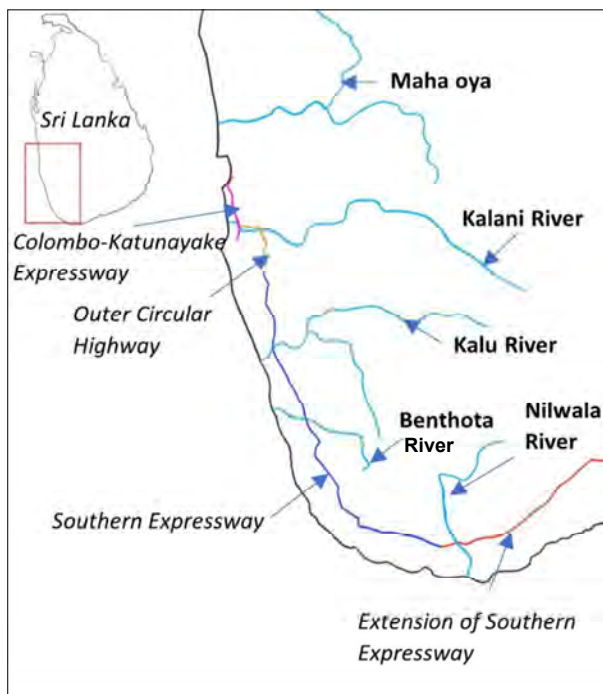 Maha oya
Sri Lanka
Kalani River
Colombo-Katunayake
Expressway
Outer Circular
Highway
Kalu River
Benthota
River
Nilwala
River
Southern Expressway
Extension of Southern
Expressway